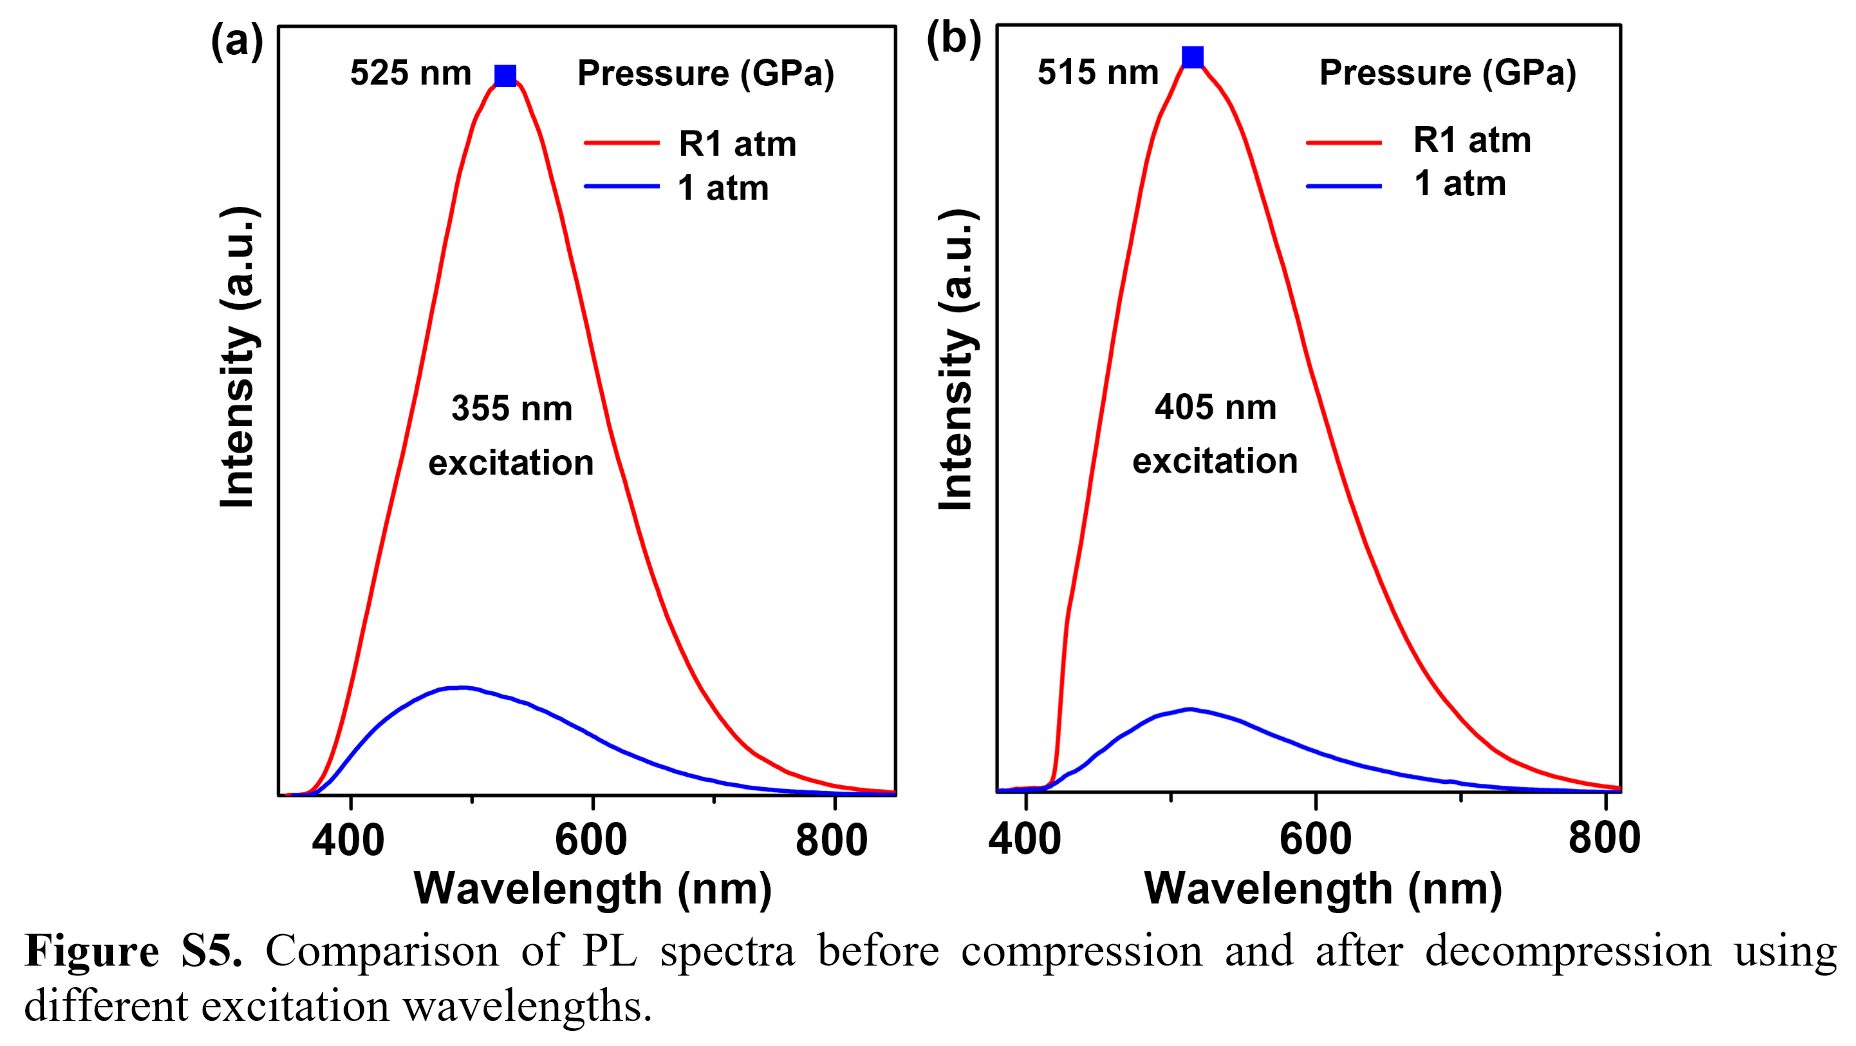 (a)
525 nm
Pressure (GPa)
R1 atm
1 atm
355 nm
excitation
Intensity (a.u.)
400 600 800
Wavelength (nm)
(b)
515 nm
Pressure (GPa)
R1 atm
1 atm
405 nm
excitation
Intensity (a.u.)
400 600 800
Wavelength (nm)
Figure S5. Comparison of PL spectra before compression and after decompression using
different excitation wavelengths.